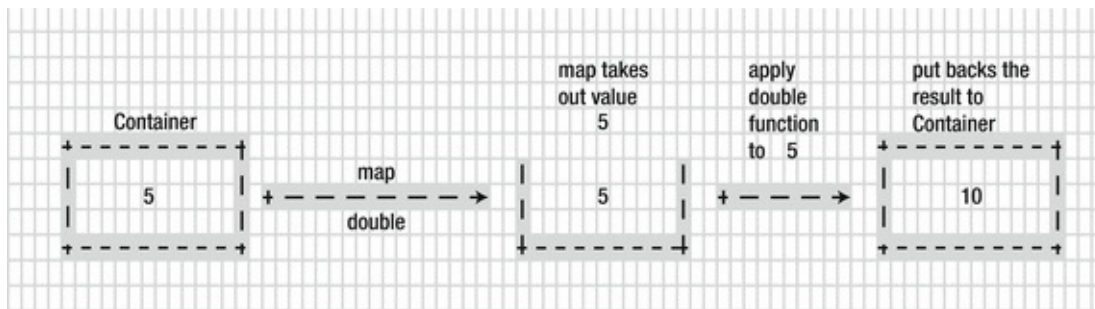 Container
5
map
double
map takes
out value
5
5
apply
double
function
to 5
put backs the
result to
Container
10